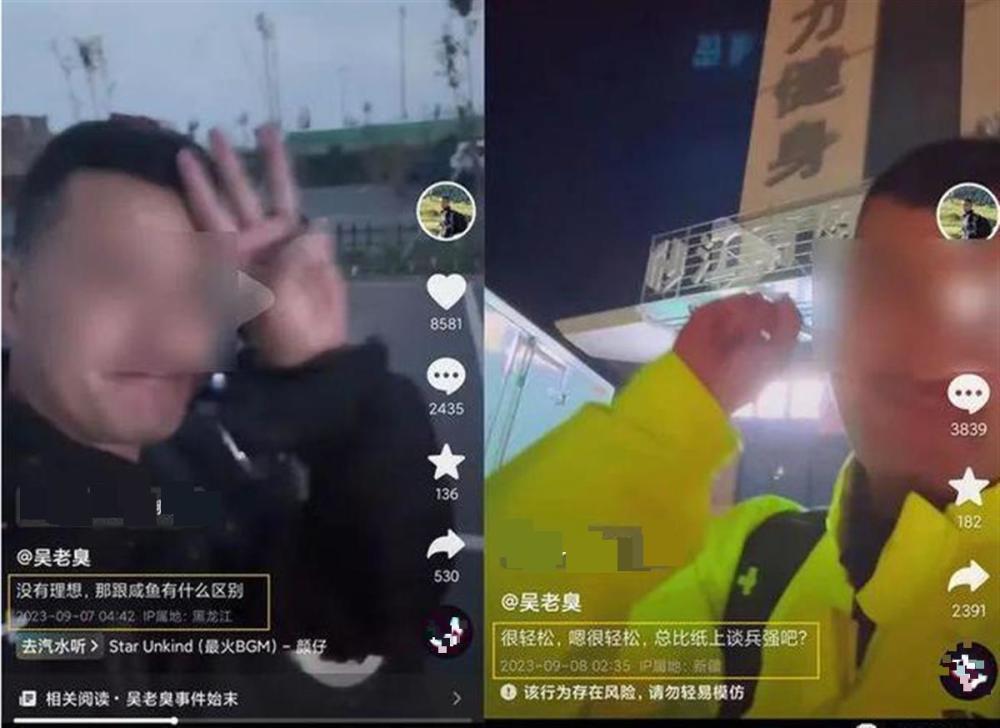 8581
2435
136
530
@吴老臭
没有理想，那跟咸鱼有什么区别
2023-09-07 04:42 IP属地：黑龙江
去汽水听 > Star Unkind (最火BGM) - 颜仔
相关阅读·吴老臭事件始末
力健身
3839
182
2391
@吴老臭
很轻松，嗯很轻松，总比纸上谈兵强吧？
2023-09-08 02:35 IP属地：新疆
该行为存在风险，请勿轻易模仿